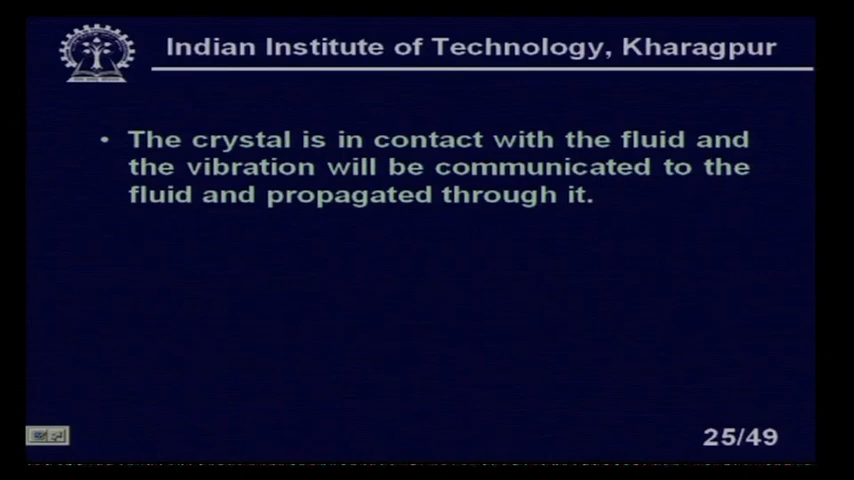 Indian Institute of Technology, Kharagpur
• The crystal is in contact with the fluid and
the vibration will be communicated to the
fluid and propagated through it.
25/49